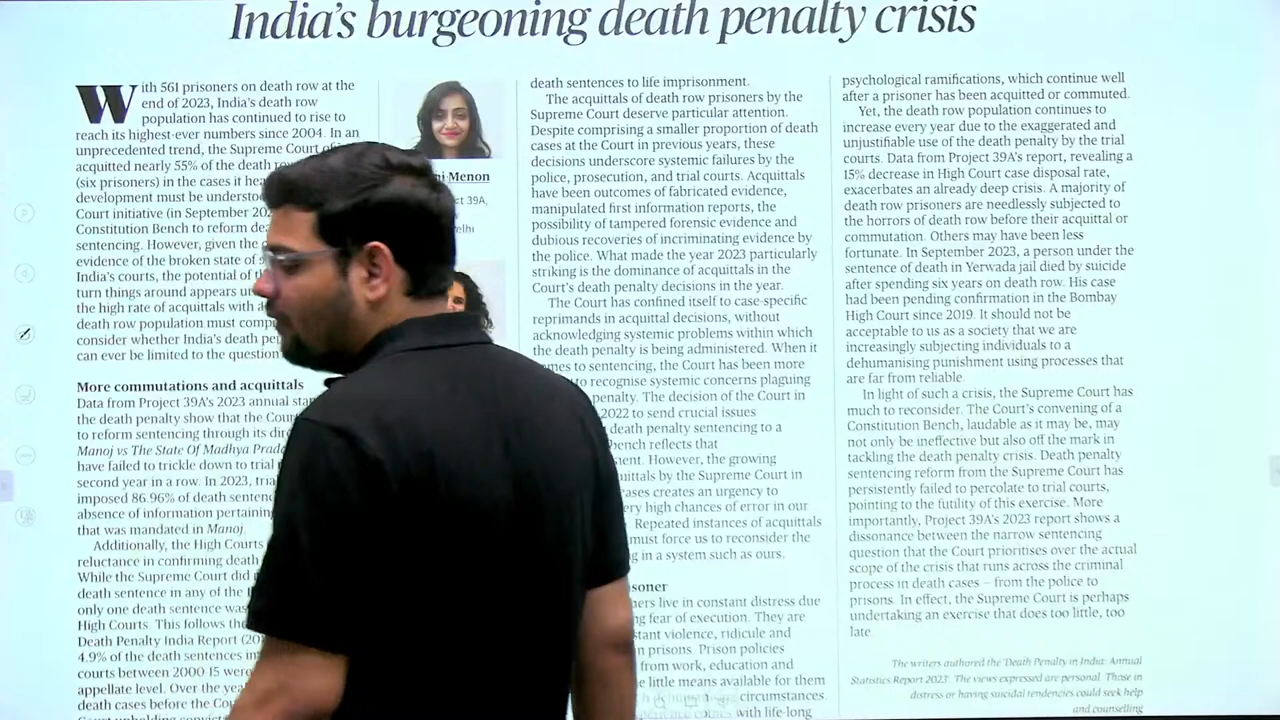 India's burgeoning death penalty crisis
With 561 prisoners on death row at the
end of 2023, India's death row
population has continued to rise to
reach its highest-ever numbers since 2004. In an
unprecedented trend, the Supreme Court of
acquitted nearly 55% of the death row
(six prisoners) in the cases it
development must be understood
Court initiative (in September
Constitution Bench to reform
sentencing. However, given the
evidence of the broken state of
India's courts, the potential of
turn things around appears
the high rate of acquittals with
death row population must
consider whether India's death
can ever be limited to the question
More commutations and acquittals
Data from Project 39A's 2023 annual
the death penalty show that the Court
to reform sentencing through its
Manoj vs The State Of Madhya
have failed to trickle down to trial
second year in a row. In 2023,
imposed 86.96% of death
absence of information pertaining
that was mandated in Manoj.
Additionally, the High Courts
reluctance in confirming death
While the Supreme Court did
death sentence in any of the
only one death sentence was
High Courts. This follows the
Death Penalty India Report
4.9% of the death sentences
courts between 2000-15 were
appellate level. Over the
death cases before the
Menon
39A,
death sentences to life imprisonment.
The acquittals of death row prisoners by the
Supreme Court deserve particular attention.
Despite comprising a smaller proportion of death
cases at the Court in previous years, these
decisions underscore systemic failures by the
police, prosecution, and trial courts. Acquittals
have been outcomes of fabricated evidence,
manipulated first information reports, the
possibility of tampered forensic evidence and
dubious recoveries of incriminating evidence by
the police. What made the year 2023 particularly
striking is the dominance of acquittals in the
Court's death penalty decisions in the year.
The Court has confined itself to case-specific
reprimands in acquittal decisions, without
acknowledging systemic problems within which
the death penalty is being administered. When it
to sentencing, the Court has been more
to recognise systemic concerns plaguing
penalty. The decision of the Court in
2022 to send crucial issues
death penalty sentencing to a
bench reflects that
However, the growing
by the Supreme Court in
creates an urgency to
high chances of error in our
Repeated instances of acquittals
must force us to reconsider the
in a system such as ours.
live in constant distress due
fear of execution. They are
violence, ridicule and
in prisons. Prison policies
from work, education and
little means available for them
circumstances.
with life-long
psychological ramifications, which continue well
after a prisoner has been acquitted or commuted.
Yet, the death row population continues to
increase every year due to the exaggerated and
unjustifiable use of the death penalty by the trial
courts. Data from Project 39A's report, revealing a
15% decrease in High Court case disposal rate,
exacerbates an already deep crisis. A majority of
death row prisoners are needlessly subjected to
the horrors of death row before their acquittal or
commutation. Others may have been less
fortunate. In September 2023, a person under the
sentence of death in Yerwada jail died by suicide
after spending six years on death row. His case
had been pending confirmation in the Bombay
High Court since 2019. It should not be
acceptable to us as a society that we are
increasingly subjecting individuals to a
dehumanising punishment using processes that
are far from reliable.
In light of such a crisis, the Supreme Court has
much to reconsider. The Court's convening of a
Constitution Bench, laudable as it may be, may
not only be ineffective but also off the mark in
tackling the death penalty crisis. Death penalty
sentencing reform from the Supreme Court has
persistently failed to percolate to trial courts,
pointing to the futility of this exercise. More
importantly, Project 39A's 2023 report shows a
dissonance between the narrow sentencing
question that the Court prioritises over the actual
scope of the crisis that runs across the criminal
process in death cases – from the police to
prisons. In effect, the Supreme Court is perhaps
undertaking an exercise that does too little, too
late.
The writers authored the 'Death Penalty in India: Annual
Statistics Report 2023'. The views expressed are personal. Those in
distress or having suicidal tendencies could seek help
and counselling